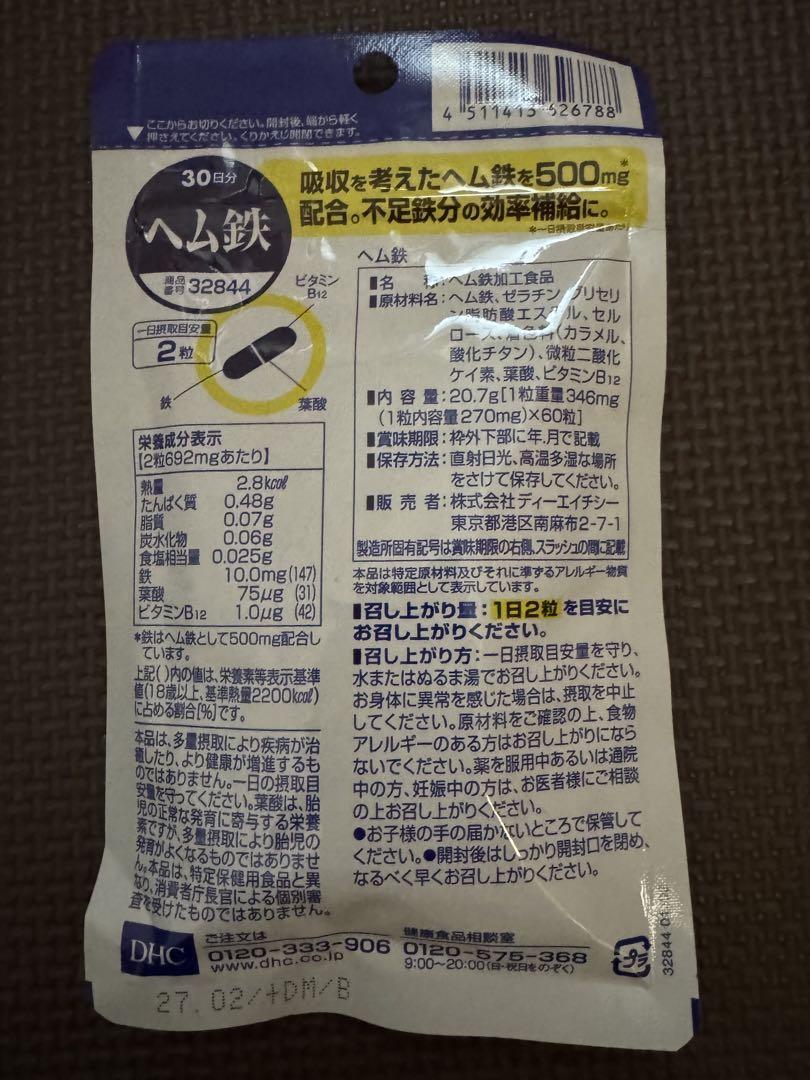 4 511413 626788
▼ここからお切りください。開封後、端から軽く
押さえてください。くりかえし開閉できます。
30日分
ヘム鉄
商品番号 32844
吸収を考えたヘム鉄を500mg*
配合。不足鉄分の効率補給に。
*一日摂取目安量あたり
一日摂取目安量
2粒
ビタミン
B12
鉄
葉酸
栄養成分表示
[2粒692mgあたり]
熱量 2.8kcal
たんぱく質 0.48g
脂質 0.07g
炭水化物 0.06g
食塩相当量 0.025g
鉄 10.0mg(147)
葉酸 75μg (31)
ビタミンB12 1.0μg (42)
*鉄はヘム鉄として500mg配合し
ています。
上記( )内の値は、栄養素等表示基準
値(18歳以上、基準熱量2200kcal)
に占める割合[%]です。
本品は、多量摂取により疾病が治
癒したり、より健康が増進するも
のではありません。一日の摂取目
安量を守ってください。葉酸は、胎
児の正常な発育に寄与する栄養
素ですが、多量摂取により胎児の
発育がよくなるものではありませ
ん。本品は、特定保健用食品と異
なり、消費者庁長官による個別審
査を受けたものではありません。
ヘム鉄
■名 称:ヘム鉄加工食品
■原材料名:ヘム鉄、ゼラチン、グリセリ
ン脂肪酸エステル、セル
ロース、着色料(カラメル、
酸化チタン)、微粒二酸化
ケイ素、葉酸、ビタミンB12
■内 容 量:20.7g[1粒重量346mg
(1粒内容量270mg)×60粒]
■賞味期限:枠外下部に年.月で記載
■保存方法:直射日光、高温多湿な場所
をさけて保存してください。
■販 売 者:株式会社ディーエイチシー
東京都港区南麻布2-7-1
製造所固有記号は賞味期限の右側、スラッシュの間に記載
本品は特定原材料及びそれに準ずるアレルギー物質
を対象範囲として表示しています。
■召し上がり量:1日2粒を目安に
お召し上がりください。
■召し上がり方:一日摂取目安量を守り、
水またはぬるま湯でお召し上がりください。
お身体に異常を感じた場合は、摂取を中止
してください。原材料をご確認の上、食物
アレルギーのある方はお召し上がりになら
ないでください。薬を服用中あるいは通院
中の方、妊娠中の方は、お医者様にご相談
の上お召し上がりください。
●お子様の手の届かないところで保管して
ください。●開封後はしっかり開封口を閉め、
なるべく早くお召し上がりください。
DHC
ご注文は
0120-333-906
www.dhc.co.jp
健康食品相談室
0120-575-368
9:00~20:00(日・祝日をのぞく)
プラ
32844 01
27.02/+DM/B